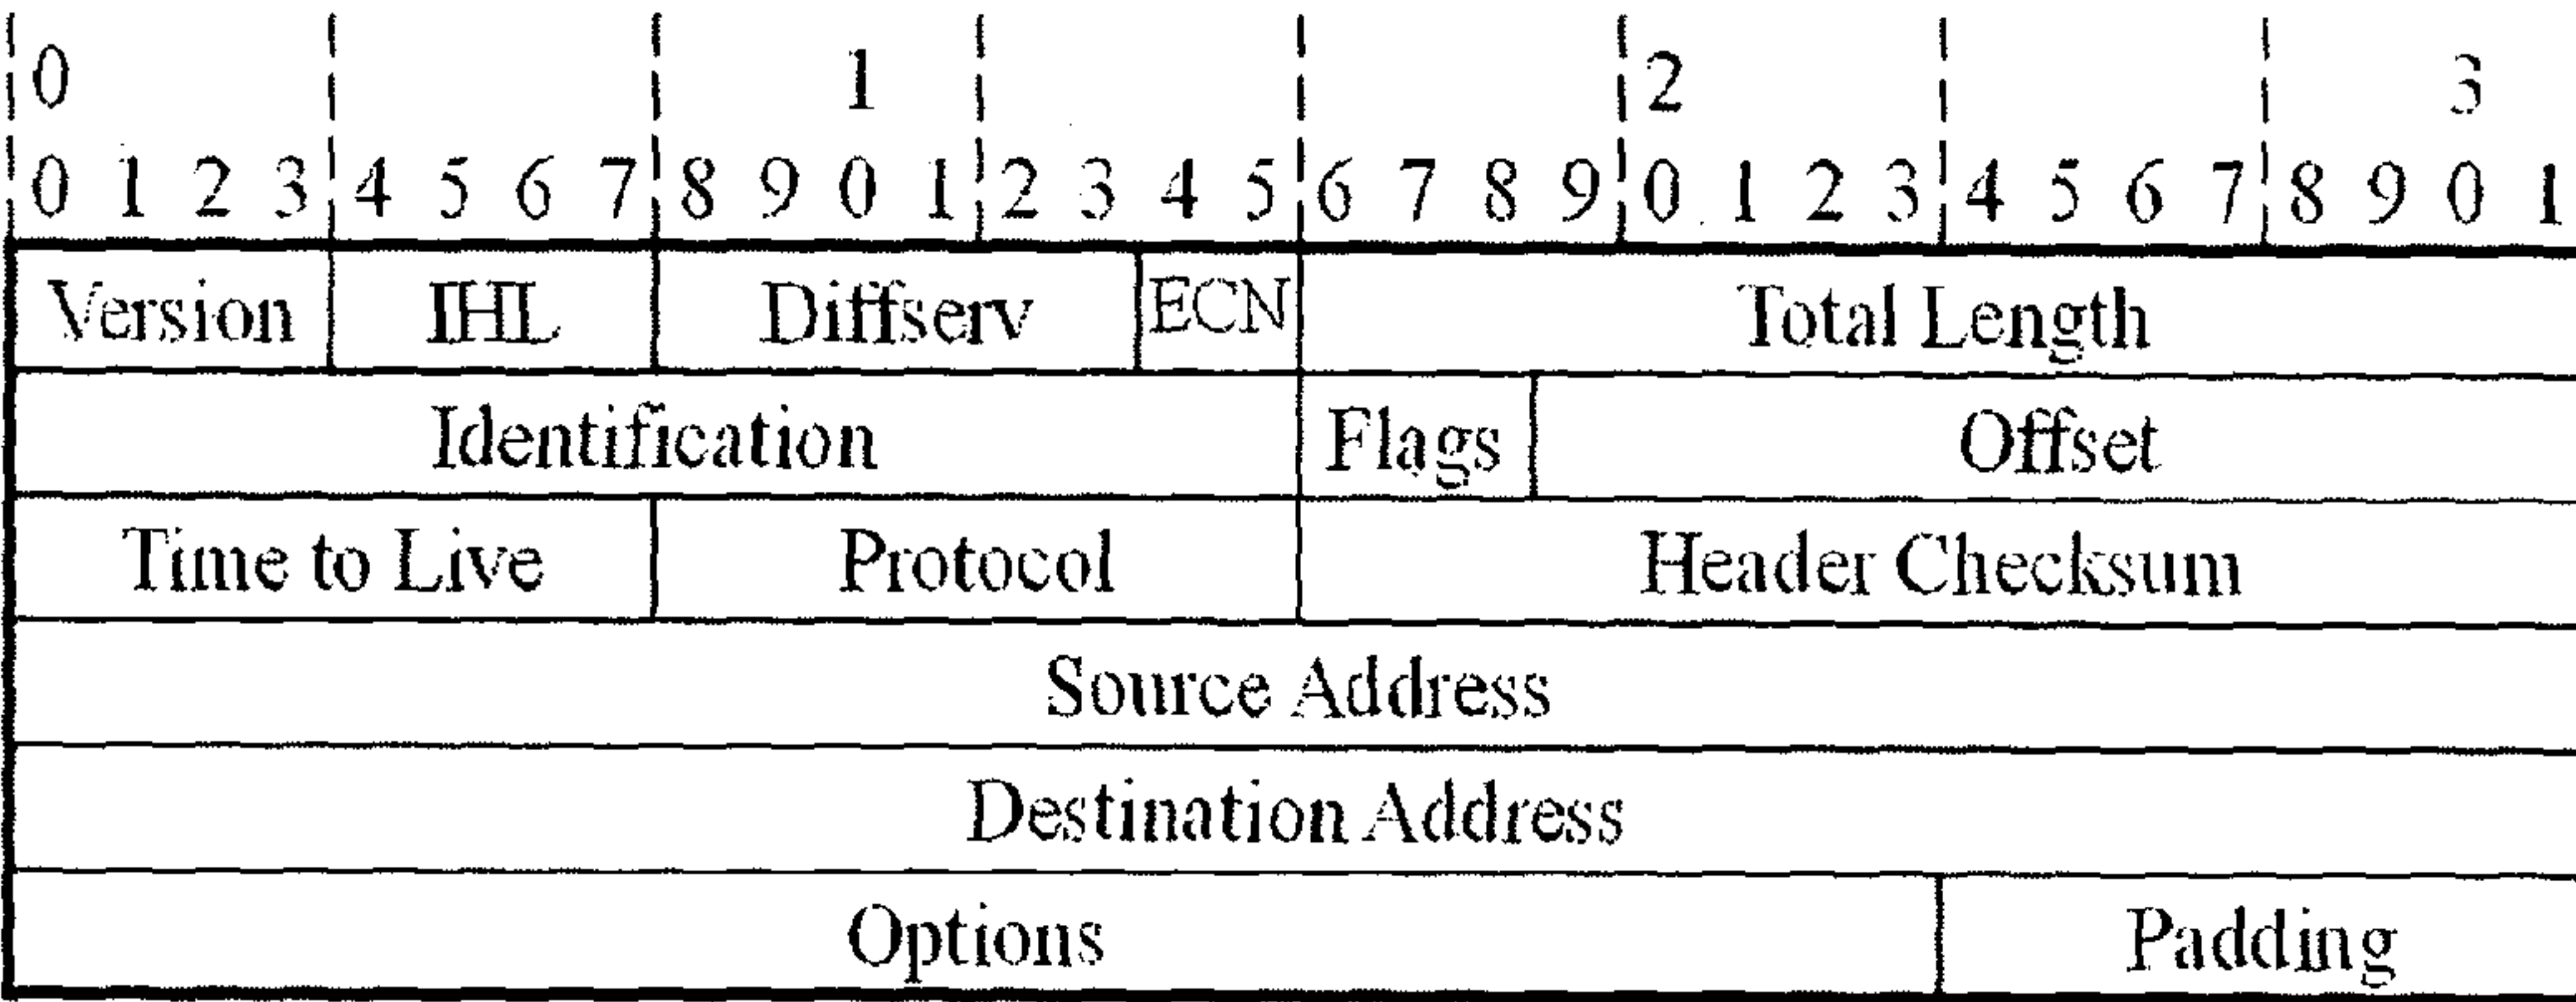 0 1 2 3
0 1 2 3 4 5 6 7 8 9 0 1 2 3 4 5 6 7 8 9 0 1 2 3 4 5 6 7 8 9 0 1
Version IHL Diffserv ECN Total Length
Identification Flags Offset
Time to Live Protocol Header Checksum
Source Address
Destination Address
Options Padding